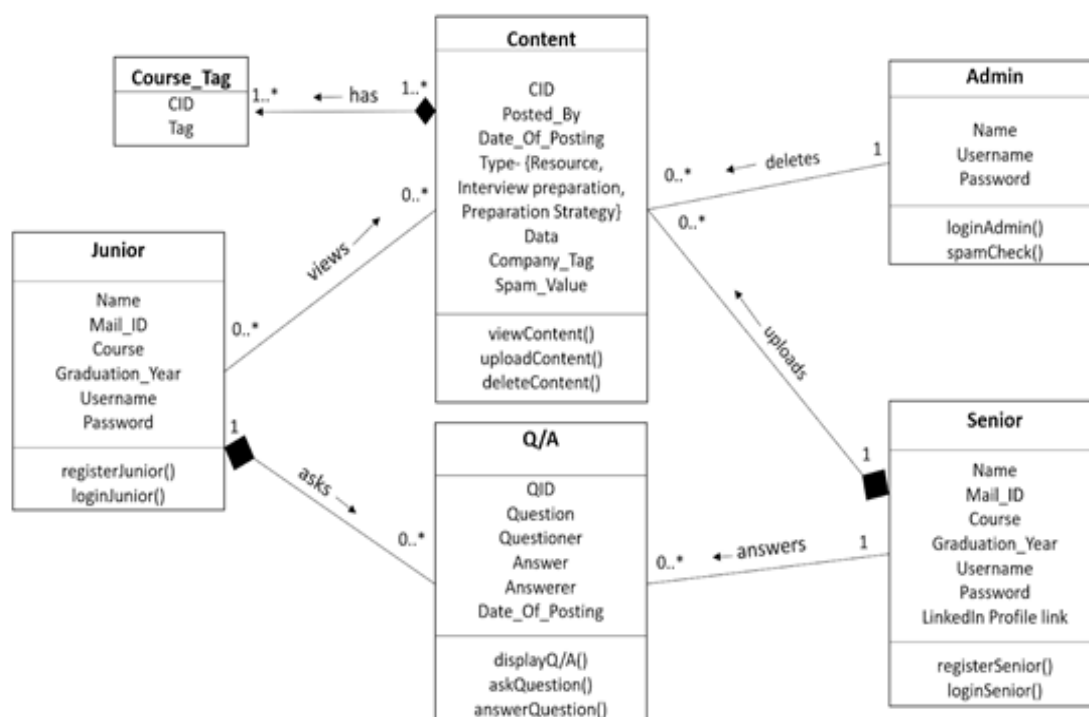 Course_Tag
CID
Tag
1..*
has
1..*
Content
CID
Posted_By
Date_Of_Posting
Type- {Resource,
Interview preparation,
Preparation Strategy}
Data
Company_Tag
Spam_Value
viewContent()
uploadContent()
deleteContent()
Admin
Name
Username
Password
loginAdmin()
spamCheck()
1
deletes
0..*
0..*
views
0..*
Junior
Name
Mail_ID
Course
Graduation_Year
Username
Password
registerJunior()
loginJunior()
1
asks
0..*
Q/A
QID
Question
Questioner
Answer
Answerer
Date_Of_Posting
displayQ/A()
askQuestion()
answerQuestion()
0..*
uploads
1
0..*
answers
1
Senior
Name
Mail_ID
Course
Graduation_Year
Username
Password
LinkedIn Profile link
registerSenior()
loginSenior()